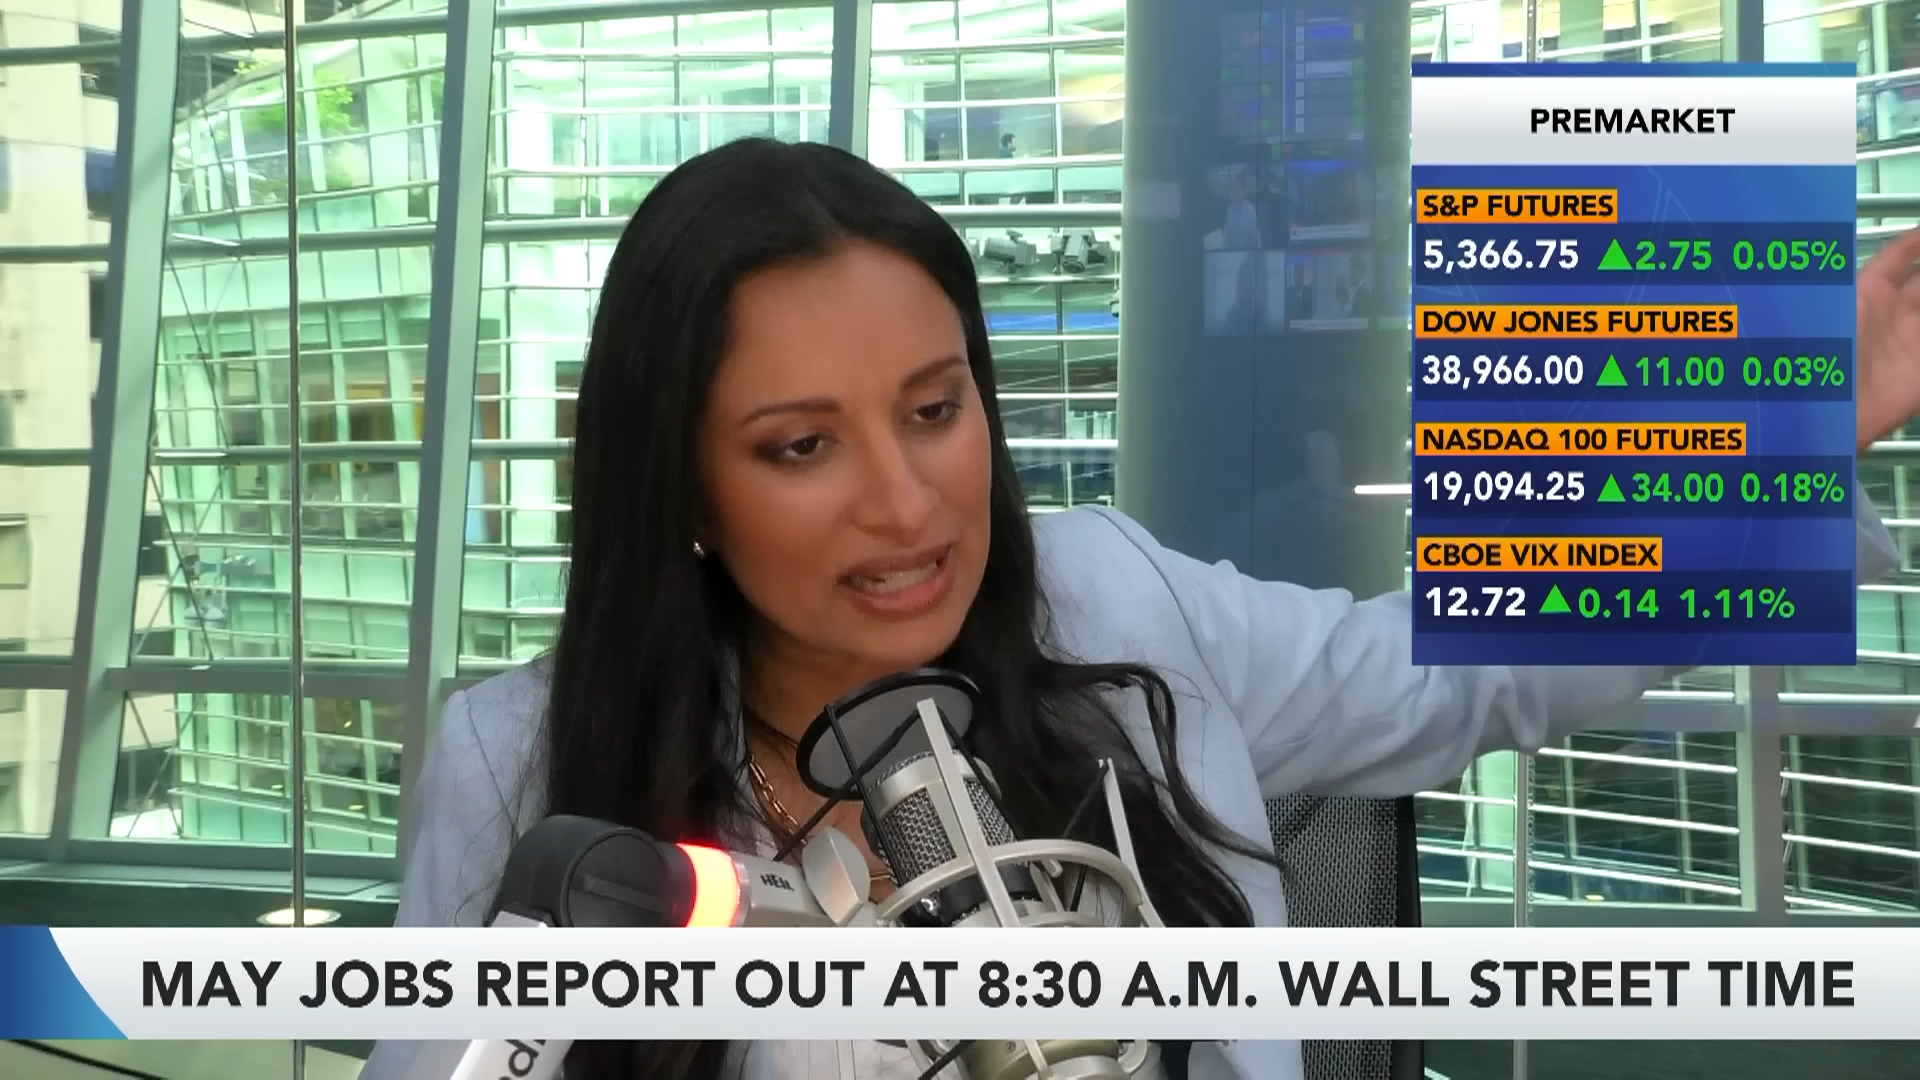 PREMARKET
S&P FUTURES
5,366.75 ▲2.75 0.05%
DOW JONES FUTURES
38,966.00 ▲11.00 0.03%
NASDAQ 100 FUTURES
19,094.25 ▲34.00 0.18%
CBOE VIX INDEX
12.72 ▲0.14 1.11%
HEIL
MAY JOBS REPORT OUT AT 8:30 A.M. WALL STREET TIME